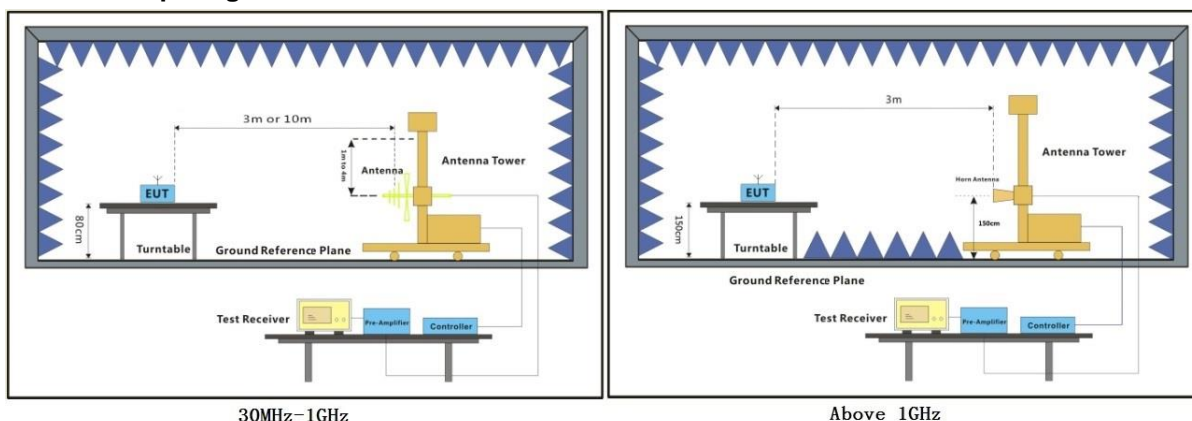 3m or 10m
1m to 4m
Antenna
Antenna Tower
EUT
80cm
Turntable
Ground Reference Plane
Test Receiver
Pre-Amplifier
Controller
30MHz-1GHz
3m
Horn Antenna
Antenna Tower
EUT
150cm
150cm
Turntable
Ground Reference Plane
Test Receiver
Pre-Amplifier
Controller
Above 1GHz